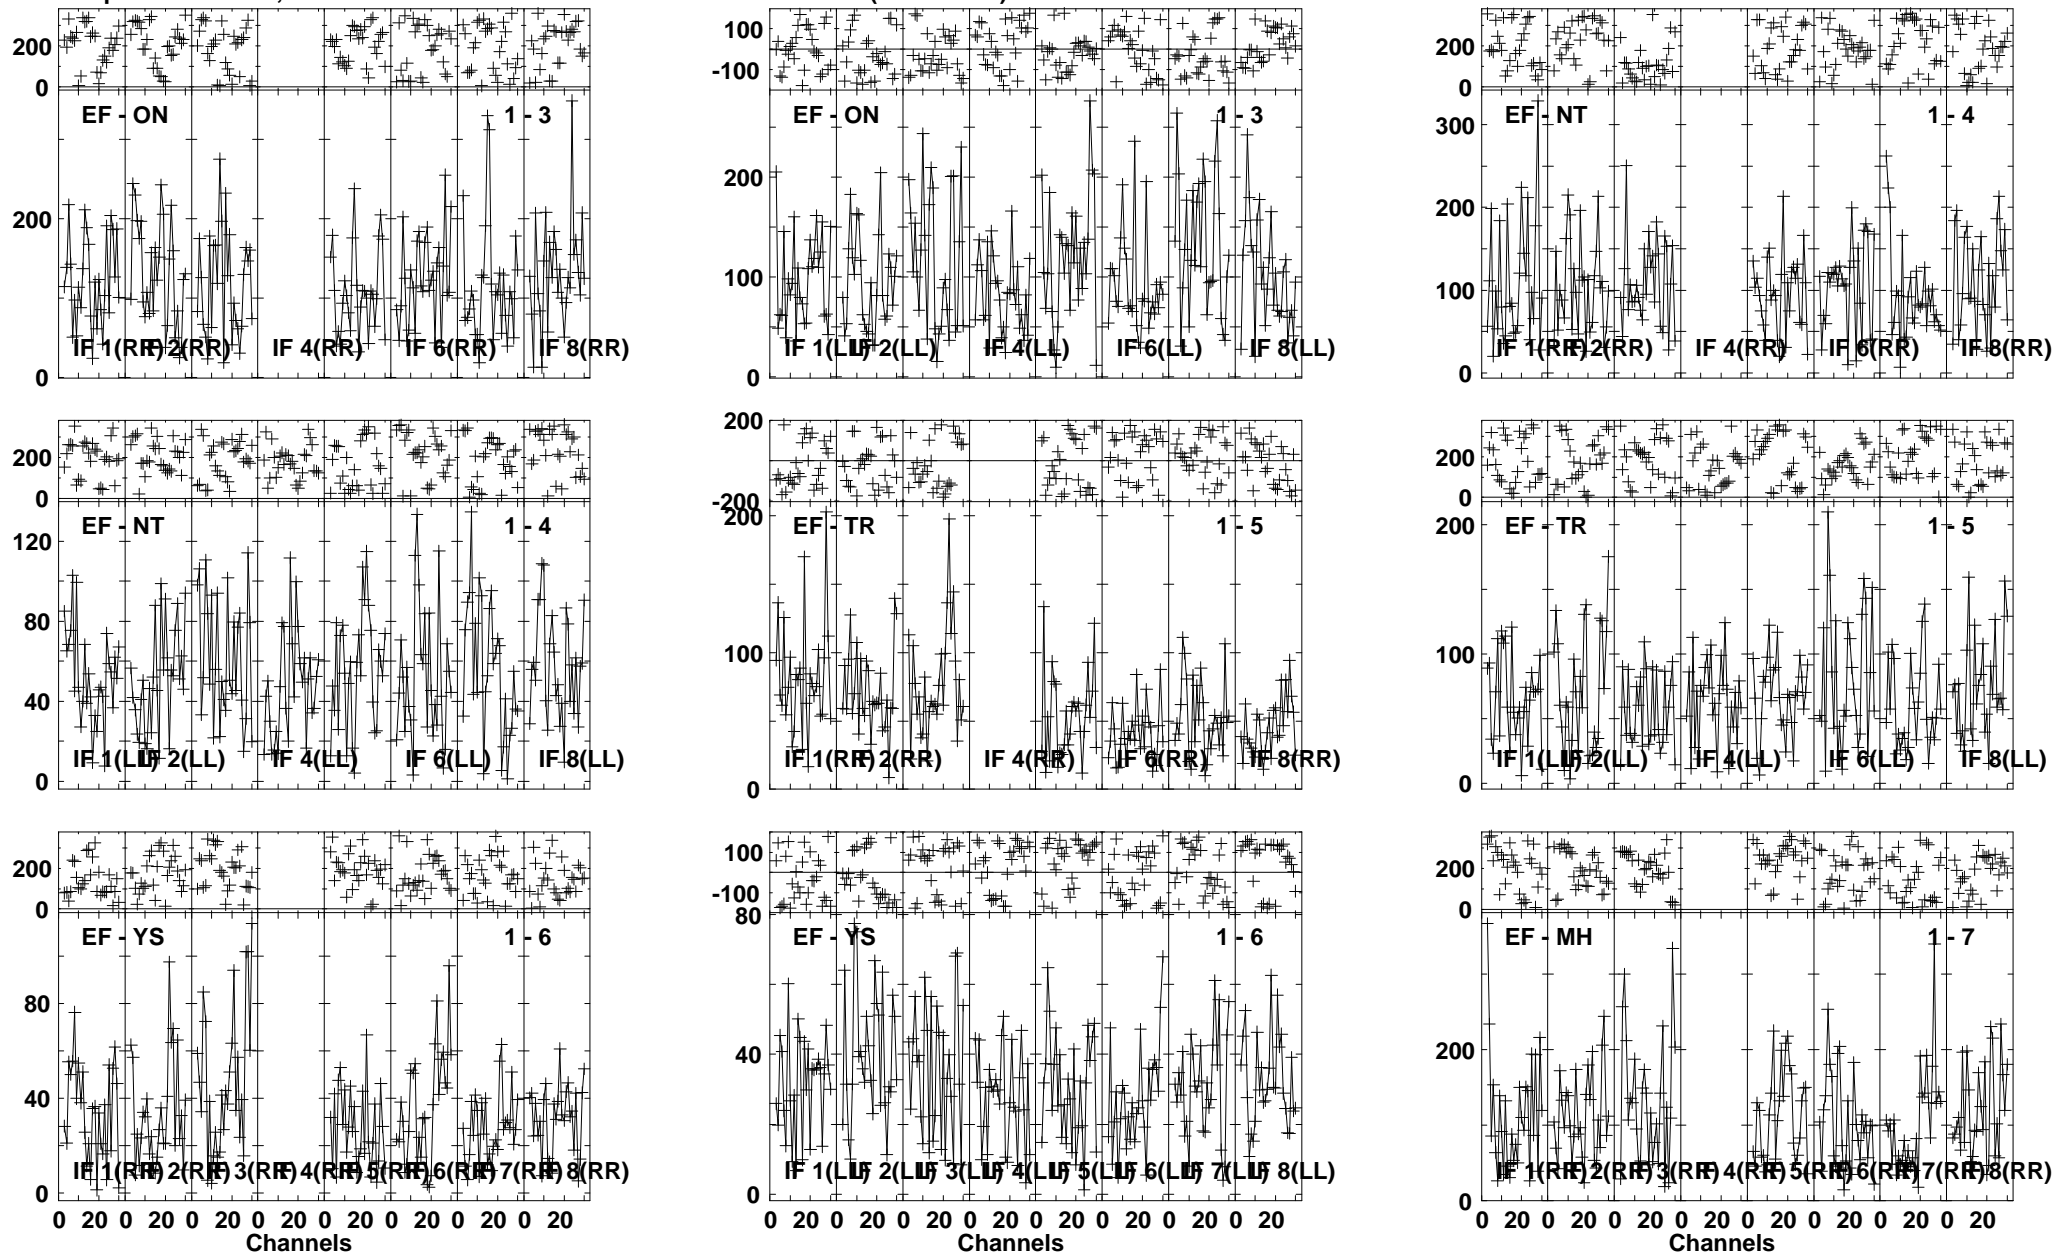 200
0
EF - ON
1 - 3
200
0
IF 1(RR)
IF 2(RR)
IF 4(RR)
IF 6(RR)
IF 8(RR)
100
-100
EF - ON
1 - 3
200
100
0
IF 1(LL)
IF 2(LL)
IF 4(LL)
IF 6(LL)
IF 8(LL)
200
0
EF - NT
1 - 4
300
200
100
0
IF 1(RR)
IF 2(RR)
IF 4(RR)
IF 6(RR)
IF 8(RR)
200
0
EF - NT
1 - 4
120
80
40
0
IF 1(LL)
IF 2(LL)
IF 4(LL)
IF 6(LL)
IF 8(LL)
200
-200
EF - TR
1 - 5
200
100
0
IF 1(RR)
IF 2(RR)
IF 4(RR)
IF 6(RR)
IF 8(RR)
200
0
EF - TR
1 - 5
200
100
0
IF 1(LL)
IF 2(LL)
IF 4(LL)
IF 6(LL)
IF 8(LL)
200
0
EF - YS
1 - 6
80
40
0
IF 1(RR)
IF 2(RR)
IF 3(RR)
IF 4(RR)
IF 5(RR)
IF 6(RR)
IF 7(RR)
IF 8(RR)
0 20 0 20 0 20 0 20 0 20 0 20 0 20 0 20
Channels
100
-100
EF - YS
1 - 6
80
40
0
IF 1(LL)
IF 2(LL)
IF 3(LL)
IF 4(LL)
IF 5(LL)
IF 6(LL)
IF 7(LL)
IF 8(LL)
0 20 0 20 0 20 0 20 0 20 0 20 0 20 0 20
Channels
200
0
EF - MH
1 - 7
200
0
IF 1(RR)
IF 2(RR)
IF 3(RR)
IF 4(RR)
IF 5(RR)
IF 6(RR)
IF 7(RR)
IF 8(RR)
0 20 0 20 0 20 0 20 0 20 0 20 0 20 0 20
Channels